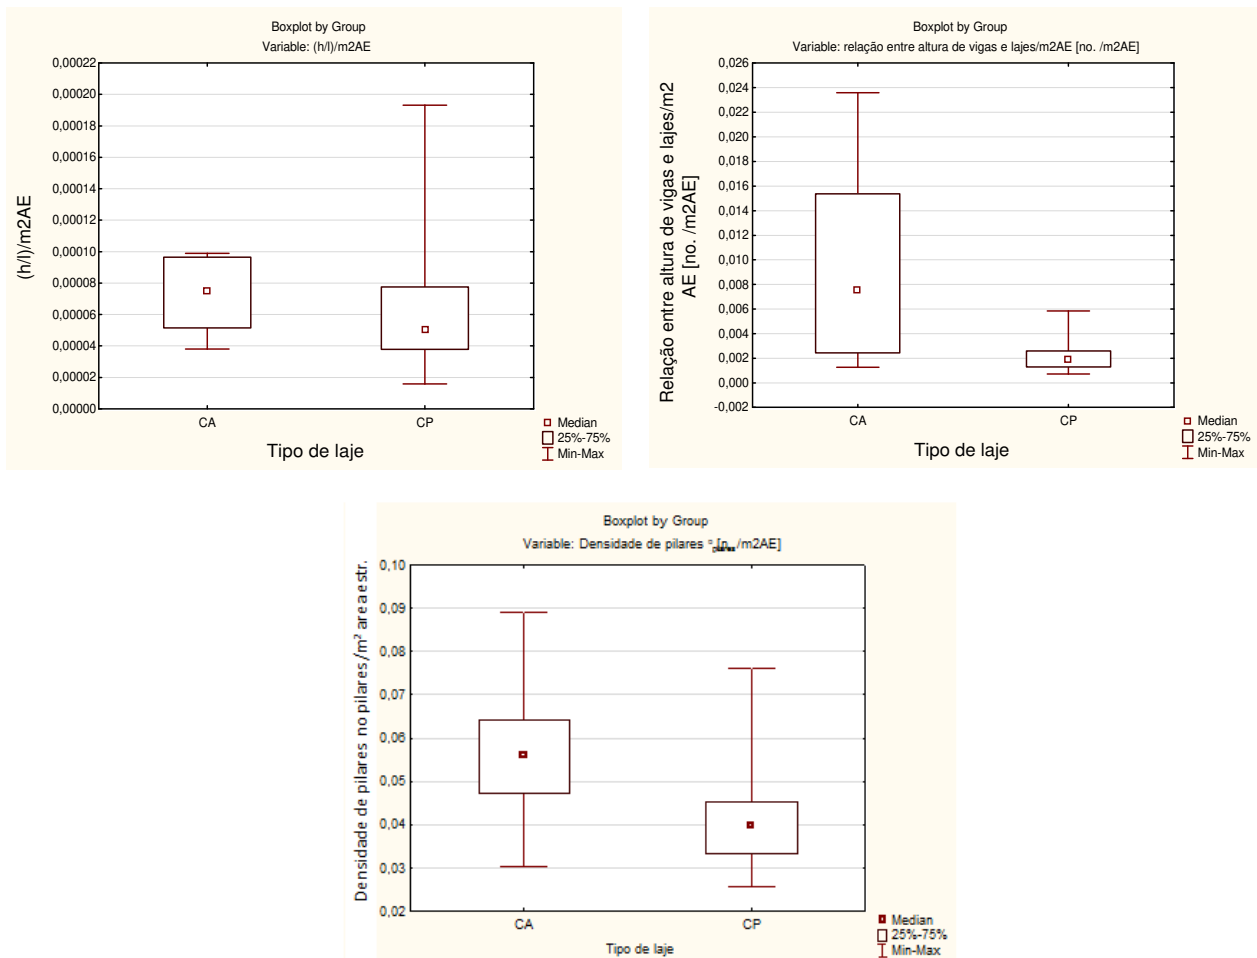 Boxplot by Group
Variable: (h/l)/m2AE
0,00022
0,00020
0,00018
0,00016
0,00014
0,00012
0,00010
0,00008
0,00006
0,00004
0,00002
0,00000
(h/l)/m2AE
CA
CP
Tipo de laje
Median
25%-75%
Min-Max
Boxplot by Group
Variable: relação entre altura de vigas e lajes/m2AE [no. /m2AE]
0,026
0,024
0,022
0,020
0,018
0,016
0,014
0,012
0,010
0,008
0,006
0,004
0,002
0,000
-0,002
Relação entre altura de vigas e lajes/m2
AE [no. /m2AE]
CA
CP
Tipo de laje
Median
25%-75%
Min-Max
Boxplot by Group
Variable: Densidade de pilares /m2AE]
0,10
0,09
0,08
0,07
0,06
0,05
0,04
0,03
0,02
Densidade de pilares no pilares/m² area estr.
CA
CP
Tipo de laje
Median
25%-75%
Min-Max